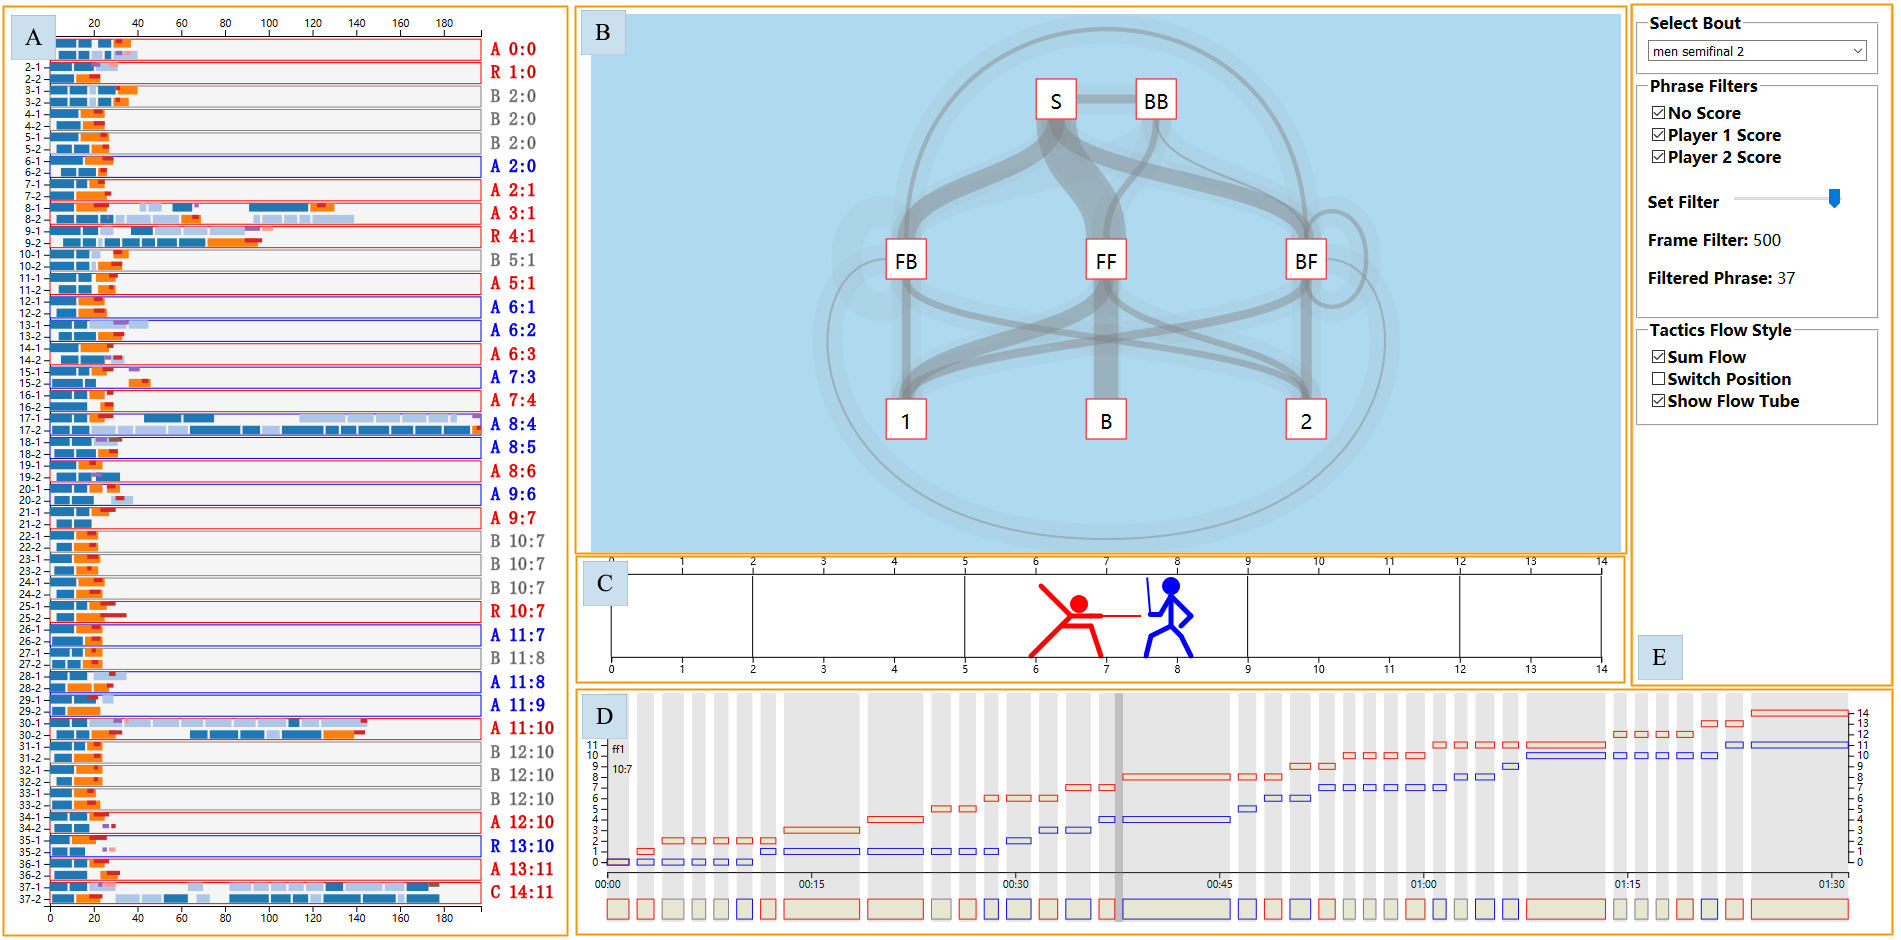 A
20 40 60 80 100 120 140 160 180
A 0:0
2-1 R 1:0
2-2
3-1 B 2:0
3-2
4-1 B 2:0
4-2
5-1 B 2:0
5-2
6-1 A 2:0
6-2
7-1 A 2:1
7-2
8-1 A 3:1
8-2
9-1 R 4:1
9-2
10-1 B 5:1
10-2
11-1 A 5:1
11-2
12-1 A 6:1
12-2
13-1 A 6:2
13-2
14-1 A 6:3
14-2
15-1 A 7:3
15-2
16-1 A 7:4
16-2
17-1 A 8:4
17-2
18-1 A 8:5
18-2
19-1 A 8:6
19-2
20-1 A 9:6
20-2
21-1 A 9:7
21-2
22-1 B 10:7
22-2
23-1 B 10:7
23-2
24-1 B 10:7
24-2
25-1 R 10:7
25-2
26-1 A 11:7
26-2
27-1 B 11:8
27-2
28-1 A 11:8
28-2
29-1 A 11:9
29-2
30-1 A 11:10
30-2
31-1 B 12:10
31-2
32-1 B 12:10
32-2
33-1 B 12:10
33-2
34-1 A 12:10
34-2
35-1 R 13:10
35-2
36-1 A 13:11
36-2
37-1 C 14:11
37-2
0 20 40 60 80 100 120 140 160 180
B
S BB
FB FF BF
1 B 2
C
0 1 2 3 4 5 6 7 8 9 10 11 12 13 14
0 1 2 3 4 5 6 7 8 9 10 11 12 13 14
D
ff1
10:7
11
10
9
8
7
6
5
4
3
2
1
0
14
13
12
11
10
9
8
7
6
5
4
3
2
1
0
00:00 00:15 00:30 00:45 01:00 01:15 01:30
Select Bout
men semifinal 2
Phrase Filters
No Score
Player 1 Score
Player 2 Score
Set Filter
Frame Filter: 500
Filtered Phrase: 37
Tactics Flow Style
Sum Flow
Switch Position
Show Flow Tube
E